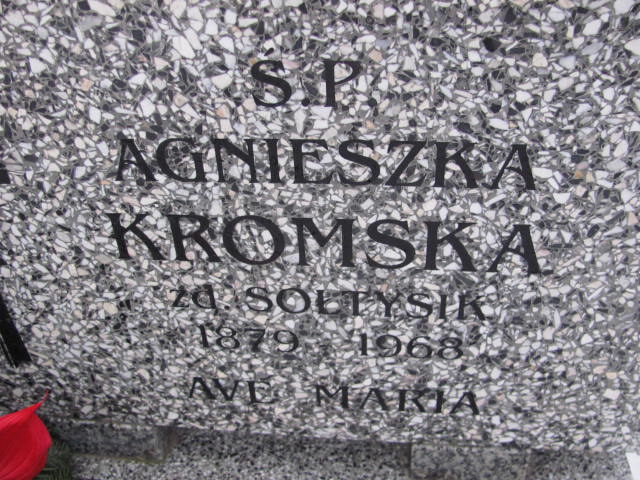 Ś.P.
AGNIESZKA
KROMSKA
zd. SOŁTYSIK
1879 1968
AVE MARIA